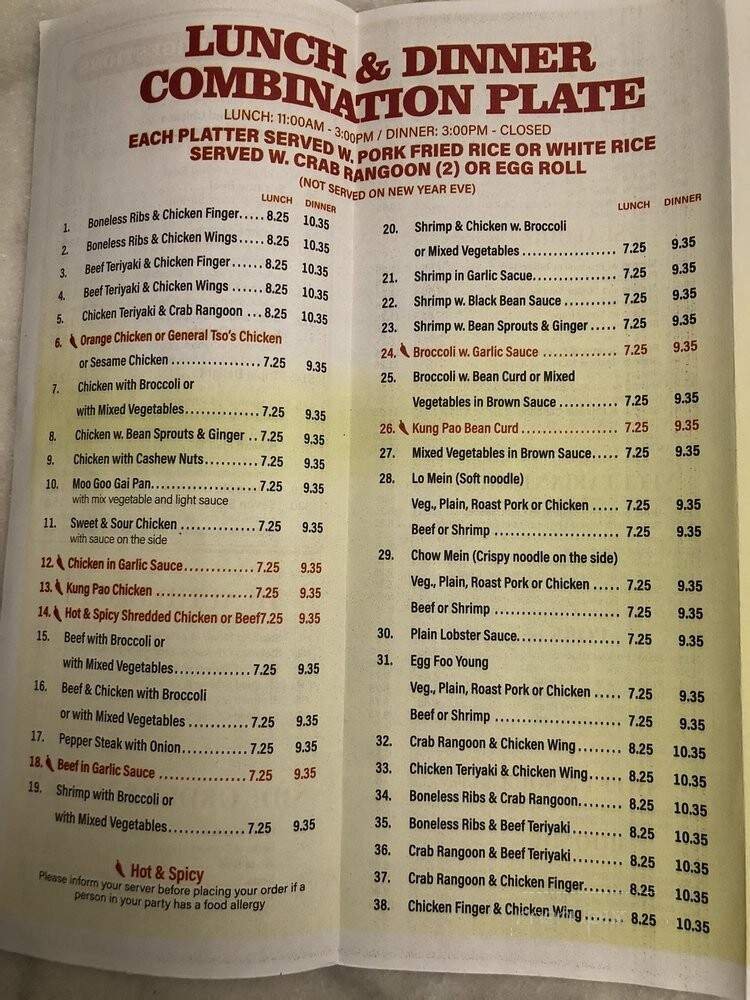 LUNCH & DINNER
COMBINATION PLATE
LUNCH: 11:00AM - 3:00PM / DINNER: 3:00PM - CLOSED
EACH PLATTER SERVED W. PORK FRIED RICE OR WHITE RICE
SERVED W. CRAB RANGOON (2) OR EGG ROLL
(NOT SERVED ON NEW YEAR EVE)
LUNCH DINNER
1. Boneless Ribs & Chicken Finger..... 8.25 10.35
2. Boneless Ribs & Chicken Wings..... 8.25 10.35
3. Beef Teriyaki & Chicken Finger...... 8.25 10.35
4. Beef Teriyaki & Chicken Wings ...... 8.25 10.35
5. Chicken Teriyaki & Crab Rangoon ... 8.25 10.35
6. Orange Chicken or General Tso's Chicken
or Sesame Chicken ................. 7.25 9.35
7. Chicken with Broccoli or
with Mixed Vegetables.............. 7.25 9.35
8. Chicken w. Bean Sprouts & Ginger .. 7.25 9.35
9. Chicken with Cashew Nuts.......... 7.25 9.35
10. Moo Goo Gai Pan.................... 7.25 9.35
with mix vegetable and light sauce
11. Sweet & Sour Chicken .............. 7.25 9.35
with sauce on the side
12. Chicken in Garlic Sauce............. 7.25 9.35
13. Kung Pao Chicken .................. 7.25 9.35
14. Hot & Spicy Shredded Chicken or Beef7.25 9.35
15. Beef with Broccoli or
with Mixed Vegetables.............. 7.25 9.35
16. Beef & Chicken with Broccoli
or with Mixed Vegetables ........... 7.25 9.35
17. Pepper Steak with Onion............ 7.25 9.35
18. Beef in Garlic Sauce ................ 7.25 9.35
19. Shrimp with Broccoli or
with Mixed Vegetables.............. 7.25 9.35
Hot & Spicy
Please inform your server before placing your order if a
person in your party has a food allergy
LUNCH DINNER
20. Shrimp & Chicken w. Broccoli
or Mixed Vegetables .................. 7.25 9.35
21. Shrimp in Garlic Sacue................ 7.25 9.35
22. Shrimp w. Black Bean Sauce .......... 7.25 9.35
23. Shrimp w. Bean Sprouts & Ginger ..... 7.25 9.35
24. Broccoli w. Garlic Sauce .............. 7.25 9.35
25. Broccoli w. Bean Curd or Mixed
Vegetables in Brown Sauce ........... 7.25 9.35
26. Kung Pao Bean Curd .................. 7.25 9.35
27. Mixed Vegetables in Brown Sauce..... 7.25 9.35
28. Lo Mein (Soft noodle)
Veg., Plain, Roast Pork or Chicken ..... 7.25 9.35
Beef or Shrimp ....................... 7.25 9.35
29. Chow Mein (Crispy noodle on the side)
Veg., Plain, Roast Pork or Chicken ..... 7.25 9.35
Beef or Shrimp ....................... 7.25 9.35
30. Plain Lobster Sauce................... 7.25 9.35
31. Egg Foo Young
Veg., Plain, Roast Pork or Chicken ..... 7.25 9.35
Beef or Shrimp ....................... 7.25 9.35
32. Crab Rangoon & Chicken Wing........ 8.25 10.35
33. Chicken Teriyaki & Chicken Wing...... 8.25 10.35
34. Boneless Ribs & Crab Rangoon........ 8.25 10.35
35. Boneless Ribs & Beef Teriyaki ......... 8.25 10.35
36. Crab Rangoon & Beef Teriyaki......... 8.25 10.35
37. Crab Rangoon & Chicken Finger....... 8.25 10.35
38. Chicken Finger & Chicken Wing ....... 8.25 10.35